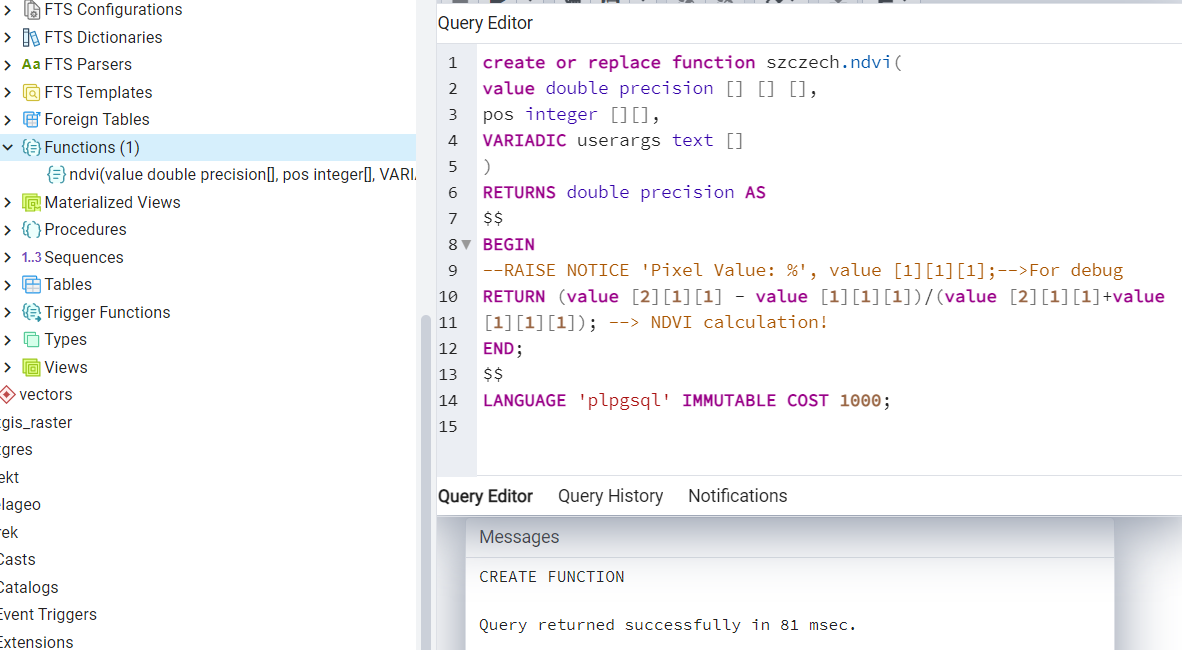 FTS Configurations
FTS Dictionaries
Aa FTS Parsers
FTS Templates
Foreign Tables
Functions (1)
ndvi(value double precision[], pos integer[], VARI
Materialized Views
Procedures
1..3 Sequences
Tables
Trigger Functions
Types
Views
vectors
gis_raster
gres
ekt
lageo
ek
Casts
Catalogs
Event Triggers
Extensions
Query Editor
1 create or replace function szczech.ndvi(
2 value double precision [] [] [],
3 pos integer [][],
4 VARIADIC userargs text []
5 )
6 RETURNS double precision AS
7 $$
8 BEGIN
9 --RAISE NOTICE 'Pixel Value: %', value [1][1][1];-->For debug
10 RETURN (value [2][1][1] - value [1][1][1])/(value [2][1][1]+value
11 [1][1][1]); --> NDVI calculation!
12 END;
13 $$
14 LANGUAGE 'plpgsql' IMMUTABLE COST 1000;
15
Query Editor Query History Notifications
Messages
CREATE FUNCTION
Query returned successfully in 81 msec.